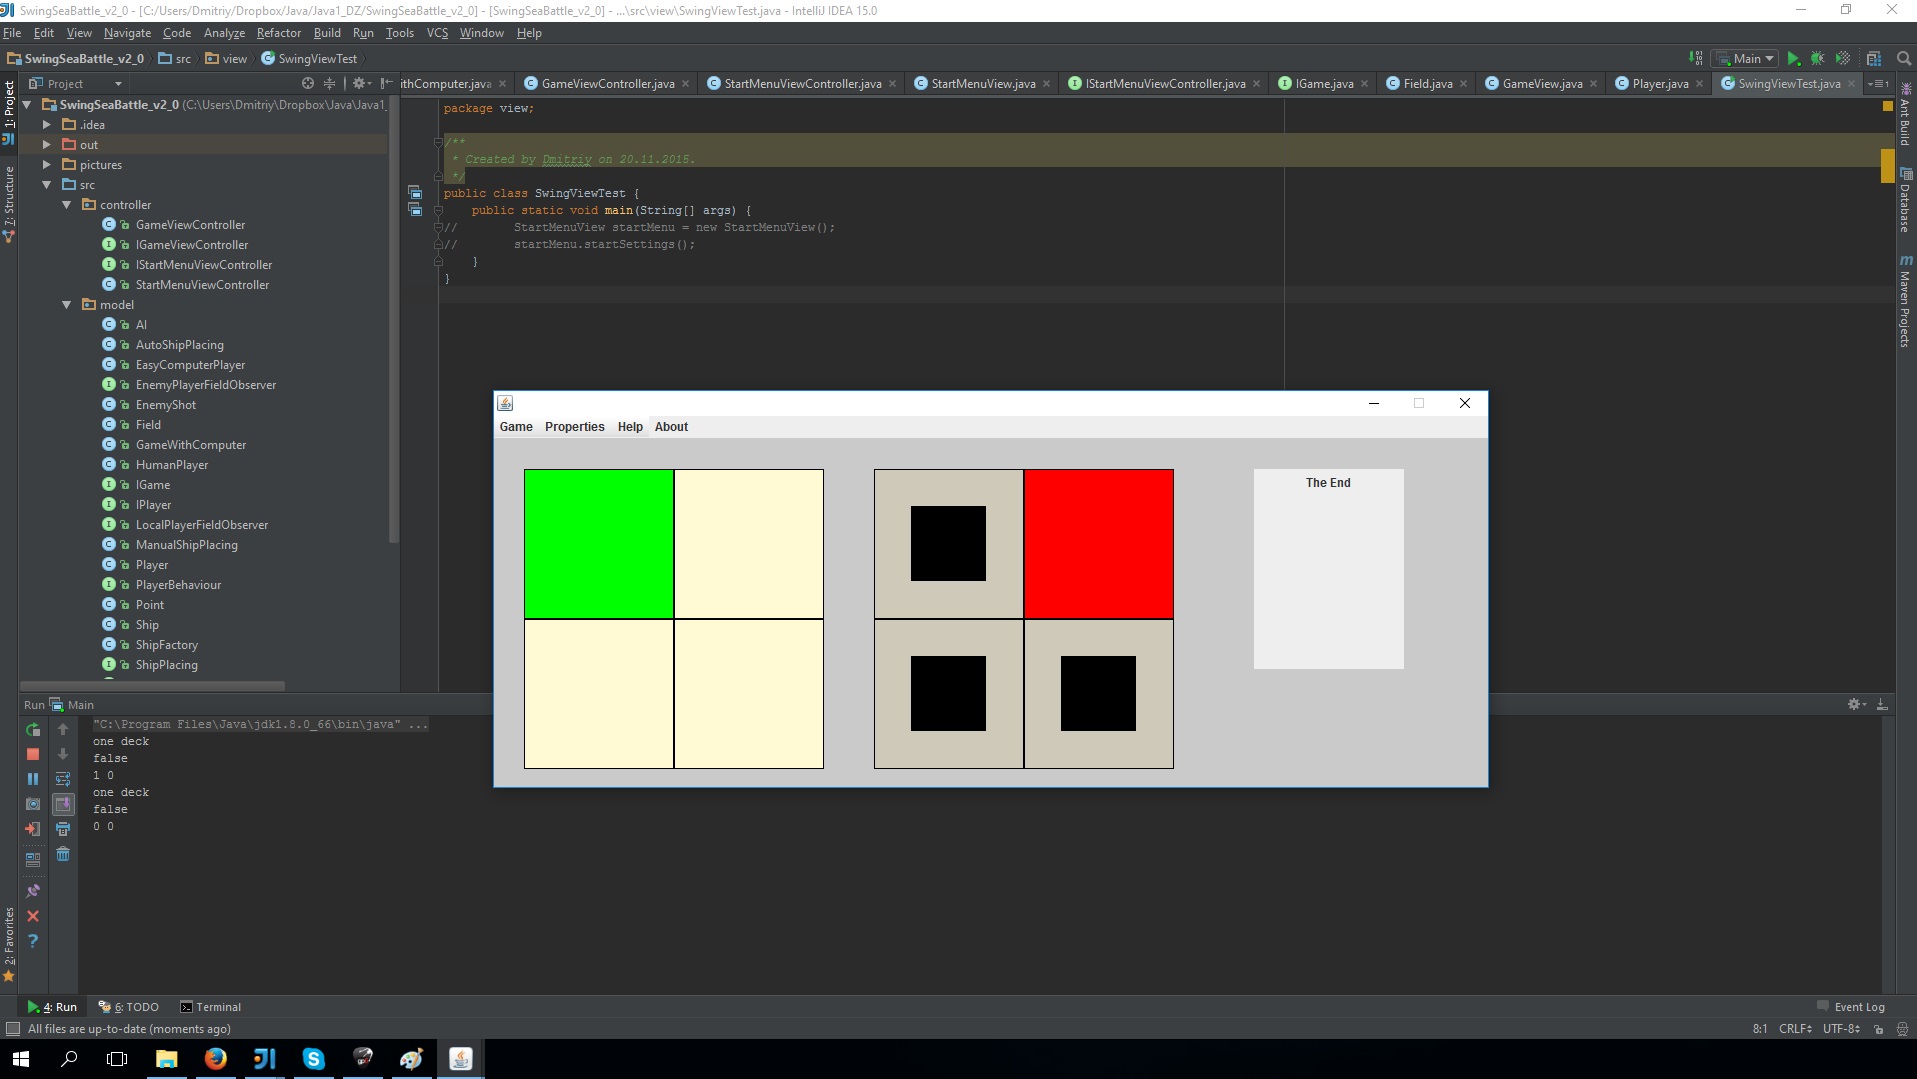 SwingSeaBattle_v2_0 - [C:/Users/Dmitriy/Dropbox/Java/Java1_DZ/SwingSeaBattle_v2_0] - [SwingSeaBattle_v2_0] - ...\src\view\SwingViewTest.java - IntelliJ IDEA 15.0
File Edit View Navigate Code Analyze Refactor Build Run Tools VCS Window Help
SwingSeaBattle_v2_0 src view SwingViewTest
Main
Project
ithComputer.java GameViewController.java StartMenuViewController.java StartMenuView.java IStartMenuViewController.java IGame.java Field.java GameView.java Player.java SwingViewTest.java
1: Project
7: Structure
2: Favorites
Ant Build
Database
Maven Projects
SwingSeaBattle_v2_0 (C:\Users\Dmitriy\Dropbox\Java\Java1_
.idea
out
pictures
src
controller
GameViewController
IGameViewController
IStartMenuViewController
StartMenuViewController
model
AI
AutoShipPlacing
EasyComputerPlayer
EnemyPlayerFieldObserver
EnemyShot
Field
GameWithComputer
HumanPlayer
IGame
IPlayer
LocalPlayerFieldObserver
ManualShipPlacing
Player
PlayerBehaviour
Point
Ship
ShipFactory
ShipPlacing
package view;
/**
* Created by Dmitriy on 20.11.2015.
*/
public class SwingViewTest {
public static void main(String[] args) {
// StartMenuView startMenu = new StartMenuView();
// startMenu.startSettings();
}
}
Game Properties Help About
The End
Run Main
"C:\Program Files\Java\jdk1.8.0_66\bin\java" ...
one deck
false
1 0
one deck
false
0 0
4: Run 6: TODO Terminal
Event Log
All files are up-to-date (moments ago)
8:1 CRLF UTF-8